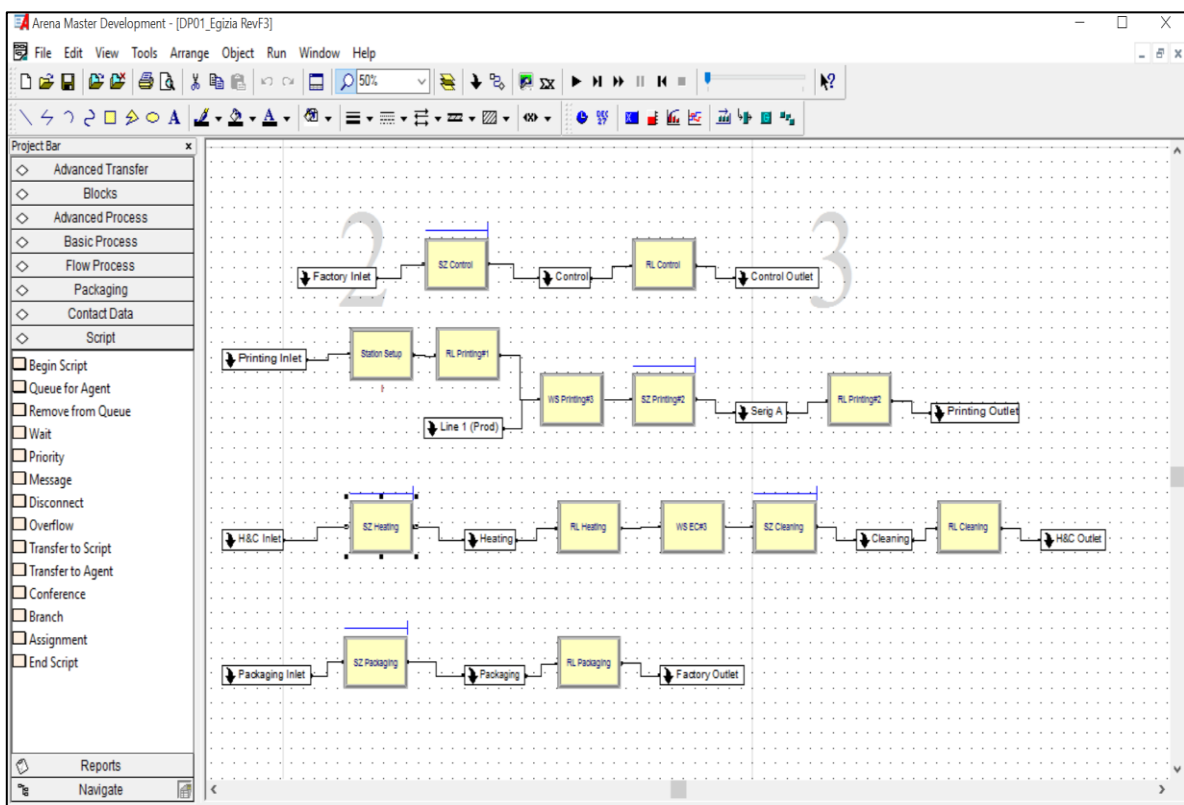 Arena Master Development - [DP01_Egizia RevF3]
File Edit View Tools Arrange Object Run Window Help
50%
Project Bar
Advanced Transfer
Blocks
Advanced Process
Basic Process
Flow Process
Packaging
Contact Data
Script
Begin Script
Queue for Agent
Remove from Queue
Wait
Priority
Message
Disconnect
Overflow
Transfer to Script
Transfer to Agent
Conference
Branch
Assignment
End Script
Reports
Navigate
2 3
Factory Inlet SZ Control Control RL Control Control Outlet
Printing Inlet Station Setup RL Printing#1
WS Printing#3 SZ Printing#2 Serig A RL Printing#2 Printing Outlet
Line 1 (Prod)
H&C Inlet SZ Heating Heating RL Heating WS EC#3 SZ Cleaning Cleaning RL Cleaning H&C Outlet
Packaging Inlet SZ Packaging Packaging RL Packaging Factory Outlet